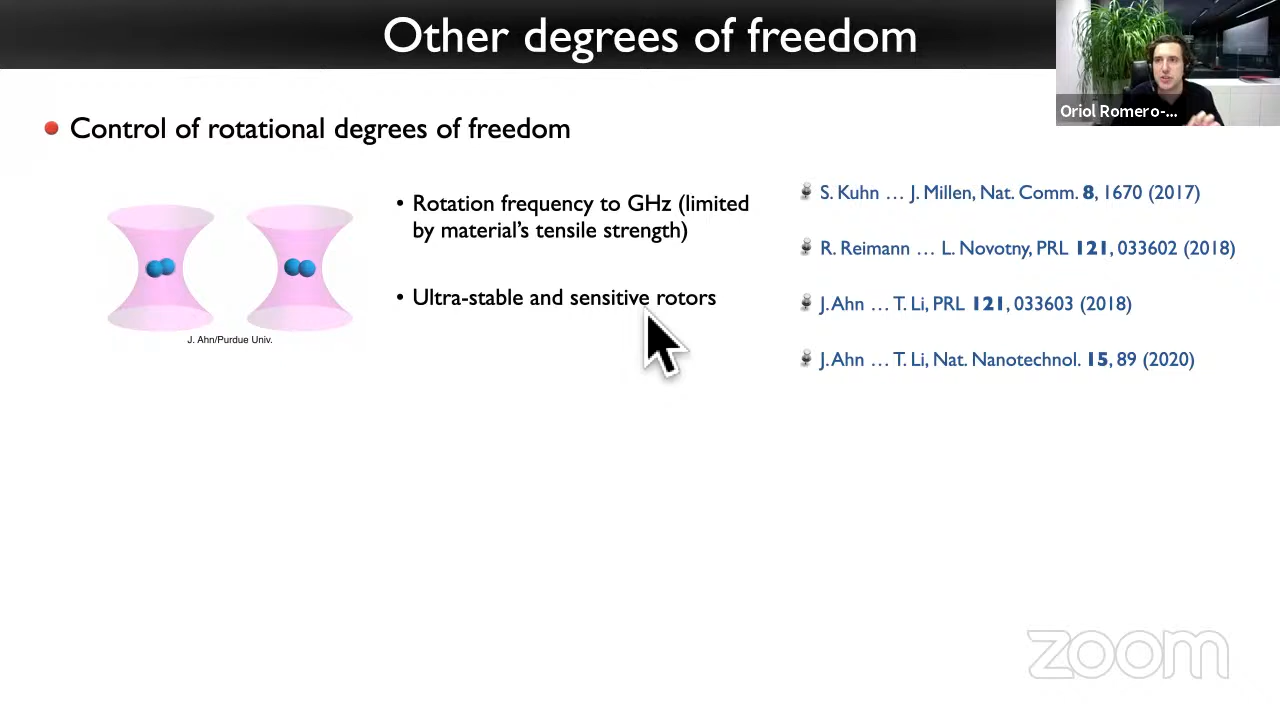 Other degrees of freedom
Oriol Romero-...
Control of rotational degrees of freedom
• Rotation frequency to GHz (limited
by material's tensile strength)
• Ultra-stable and sensitive rotors
J. Ahn/Purdue Univ.
S. Kuhn … J. Millen, Nat. Comm. 8, 1670 (2017)
R. Reimann … L. Novotny, PRL 121, 033602 (2018)
J. Ahn … T. Li, PRL 121, 033603 (2018)
J. Ahn … T. Li, Nat. Nanotechnol. 15, 89 (2020)
zoom